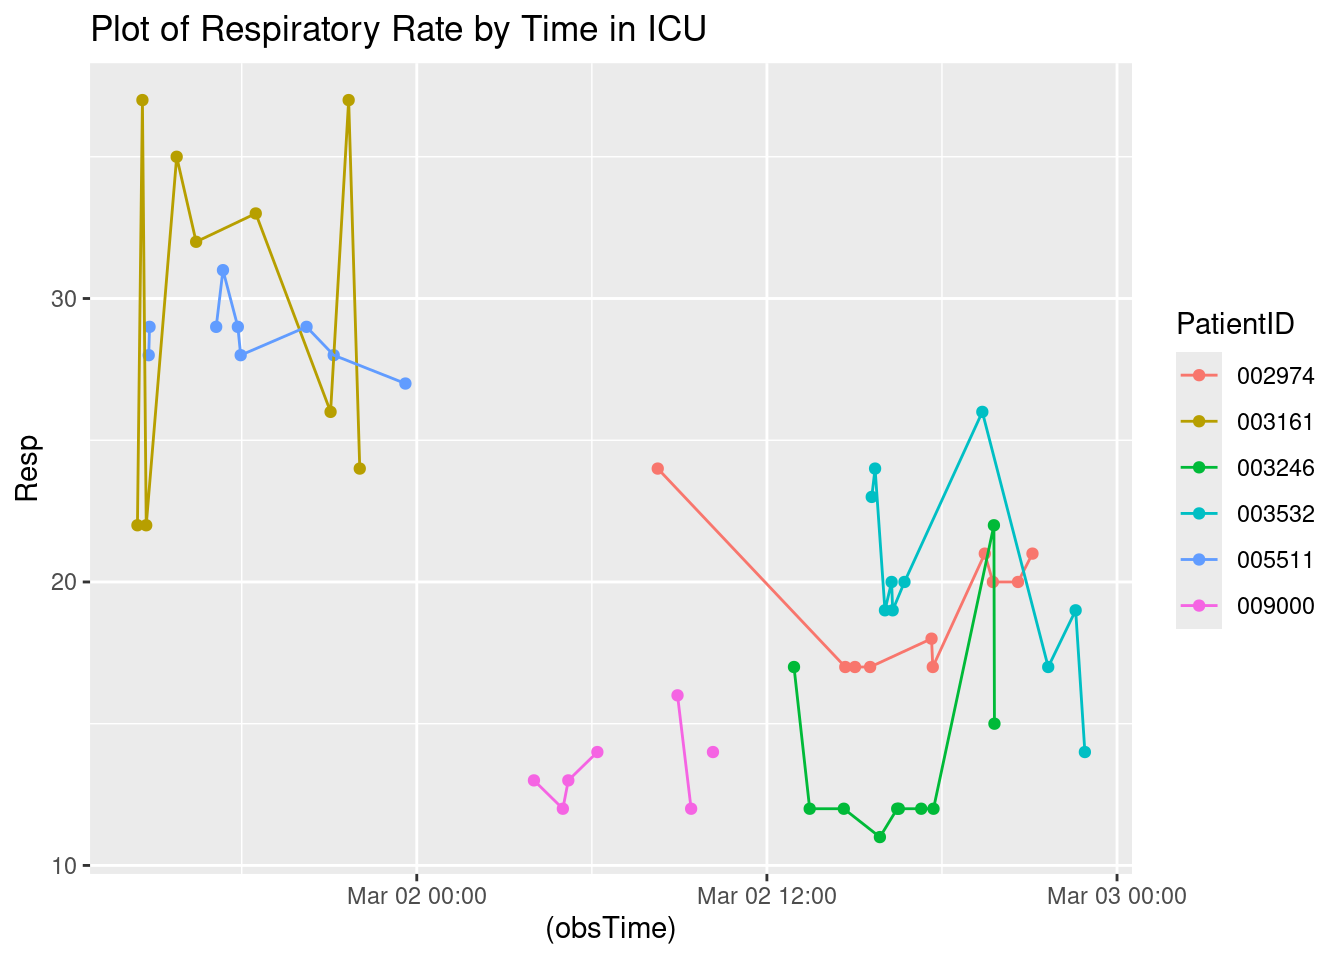 Plot of Respiratory Rate by Time in ICU
Resp
30
20
10
Mar 02 00:00
Mar 02 12:00
Mar 03 00:00
(obsTime)
PatientID
002974
003161
003246
003532
005511
009000